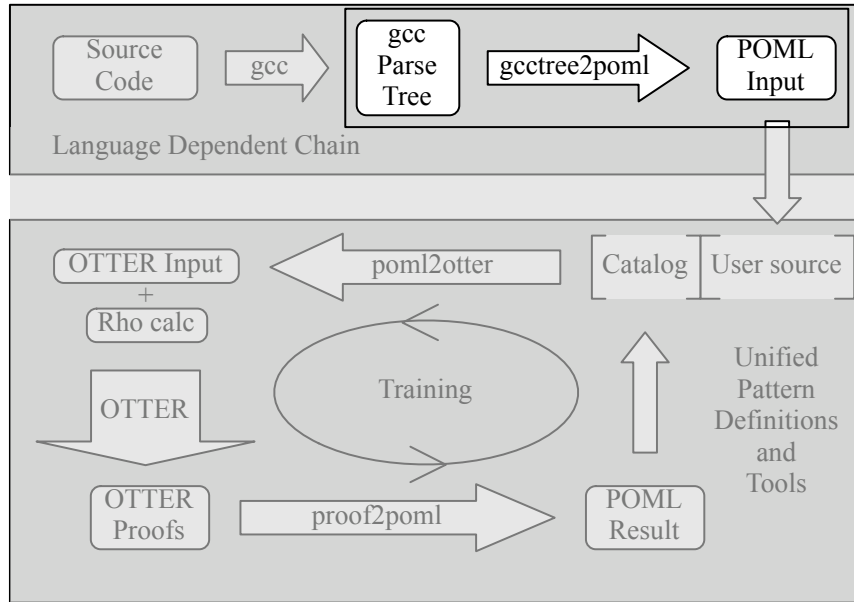 Source
Code
gcc
gcc
Parse
Tree
gcctree2poml
POML
Input
Language Dependent Chain
OTTER Input
+
Rho calc
poml2otter
Catalog
User source
Training
Unified
Pattern
Definitions
and
Tools
OTTER
OTTER
Proofs
proof2poml
POML
Result